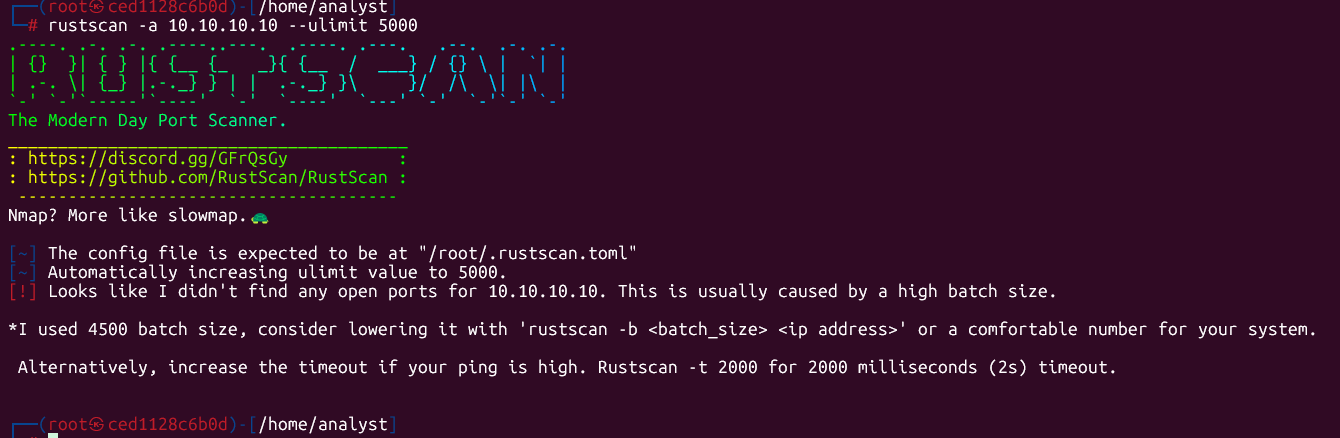 ┌──(root㉿ced1128c6b0d)-[/home/analyst]
└─# rustscan -a 10.10.10.10 --ulimit 5000
.----. .-. .-. .----..---.  .----. .---.   .--.  .-. .-.
| {}  }| { } |{ {__ {_   _}{ {__  /  ___} / {} \ |  `| |
| .-. \| {_} |.-._} } | |  .-._} }\     }/  /\  \| |\  |
`-' `-'`-----'`----'  `-'  `----'  `---' `-'  `-'`-' `-'
The Modern Day Port Scanner.
________________________________________
: https://discord.gg/GFrQsGy           :
: https://github.com/RustScan/RustScan :
 --------------------------------------
Nmap? More like slowmap.🐢
[~] The config file is expected to be at "/root/.rustscan.toml"
[~] Automatically increasing ulimit value to 5000.
[!] Looks like I didn't find any open ports for 10.10.10.10. This is usually caused by a high batch size.
*I used 4500 batch size, consider lowering it with 'rustscan -b <batch_size> <ip address>' or a comfortable number for your system.
 Alternatively, increase the timeout if your ping is high. Rustscan -t 2000 for 2000 milliseconds (2s) timeout.
┌──(root㉿ced1128c6b0d)-[/home/analyst]